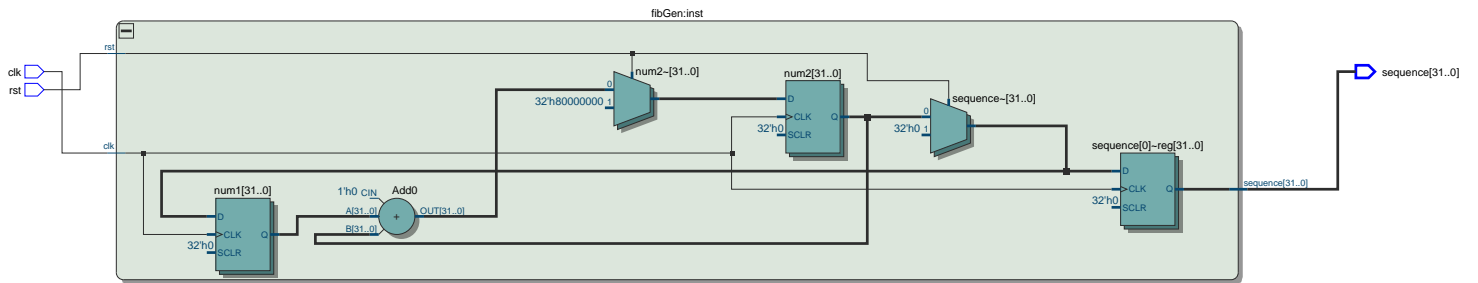 fibGen:inst
rst
clk
rst
num2~[31..0]
0
32'h80000000 1
num2[31..0]
D
CLK
Q
32'h0
SCLR
sequence~[31..0]
0
32'h0 1
sequence[31..0]
clk
sequence[0]~reg[31..0]
D
CLK
Q
32'h0
SCLR
sequence[31..0]
num1[31..0]
D
CLK
Q
32'h0
SCLR
1'h0 CIN
Add0
A[31..0]
+
OUT[31..0]
B[31..0]